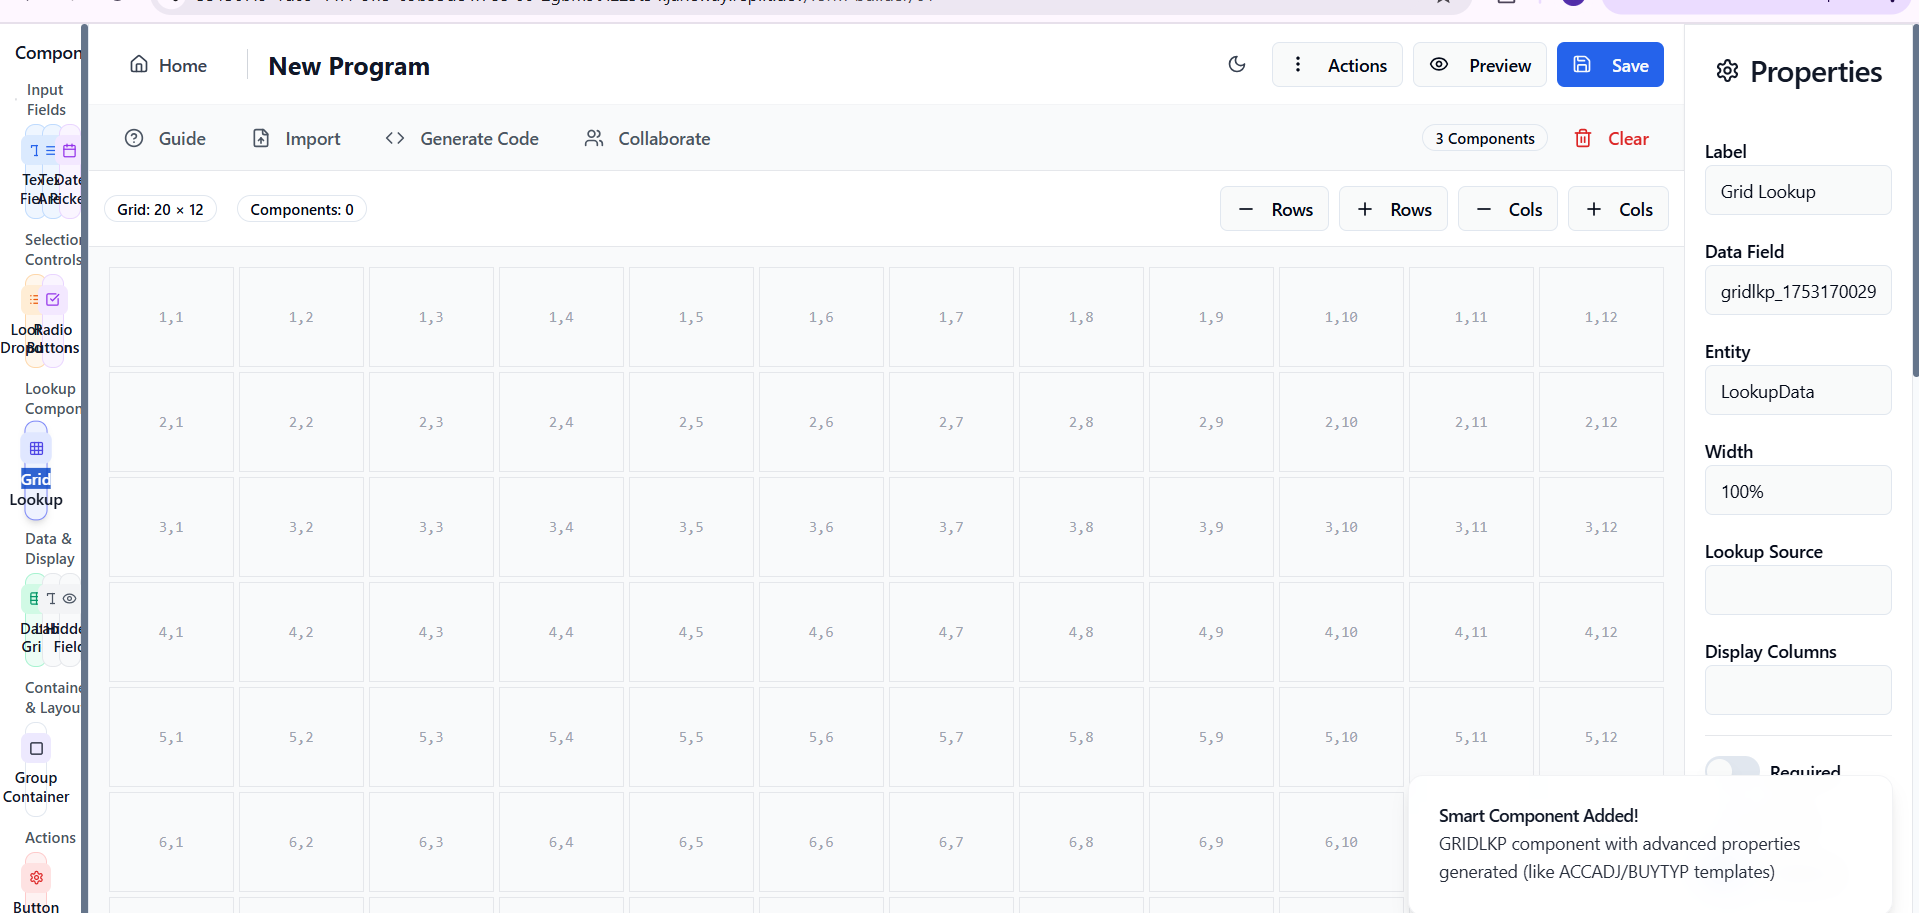 Compon
Input
Fields
Selection
Controls
Radio
Buttons
Lookup
Compon
Grid
Lookup
Data &
Display
Containe
& Layou
Group
Container
Actions
Button
Home
New Program
Actions
Preview
Save
Guide
Import
Generate Code
Collaborate
3 Components
Clear
Grid: 20 × 12
Components: 0
Rows
Rows
Cols
Cols
1,1 1,2 1,3 1,4 1,5 1,6 1,7 1,8 1,9 1,10 1,11 1,12
2,1 2,2 2,3 2,4 2,5 2,6 2,7 2,8 2,9 2,10 2,11 2,12
3,1 3,2 3,3 3,4 3,5 3,6 3,7 3,8 3,9 3,10 3,11 3,12
4,1 4,2 4,3 4,4 4,5 4,6 4,7 4,8 4,9 4,10 4,11 4,12
5,1 5,2 5,3 5,4 5,5 5,6 5,7 5,8 5,9 5,10 5,11 5,12
6,1 6,2 6,3 6,4 6,5 6,6 6,7 6,8 6,9 6,10
Properties
Label
Grid Lookup
Data Field
gridlkp_1753170029
Entity
LookupData
Width
100%
Lookup Source
Display Columns
Required
Smart Component Added!
GRIDLKP component with advanced properties
generated (like ACCADJ/BUYTYP templates)